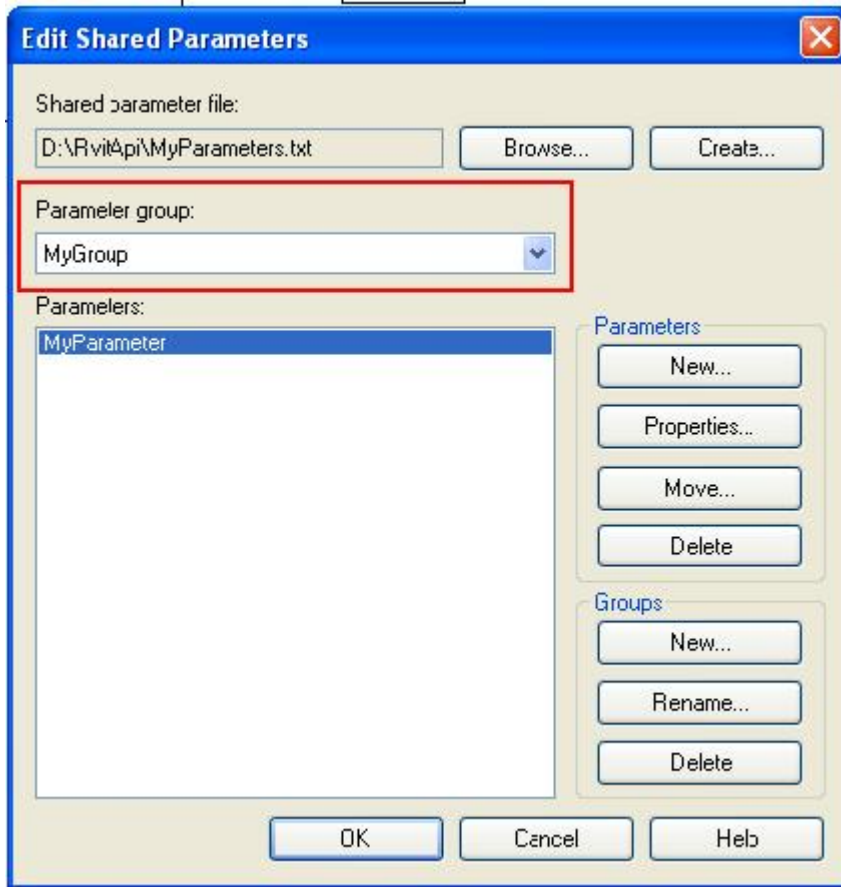 Edit Shared Parameters
Shared parameter file:
D:\RvitApi\MyParameters.txt
Browse...
Create...
Parameter group:
MyGroup
Parameters:
MyParameter
Parameters
New...
Properties...
Move...
Delete
Groups
New...
Rename...
Delete
OK
Cancel
Help